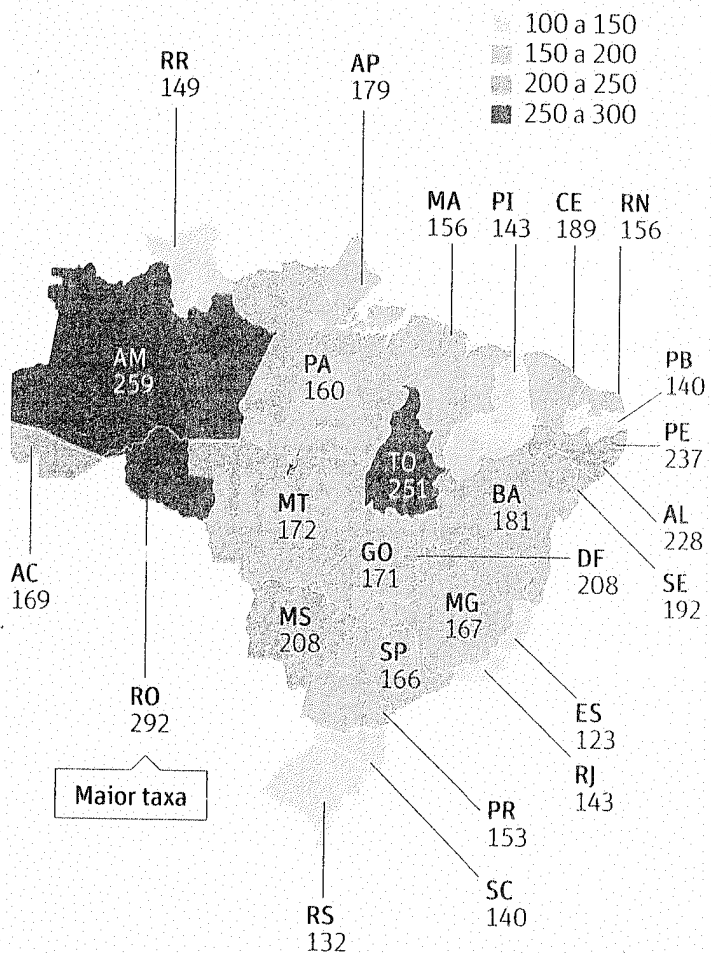 100 a 150
150 a 200
200 a 250
250 a 300
RR
149
AP
179
MA
156
PI
143
CE
189
RN
156
AM
259
PA
160
PB
140
PE
237
TO
251
MT
172
BA
181
AL
228
AC
169
GO
171
DF
208
SE
192
MS
208
MG
167
SP
166
RO
292
ES
123
Maior taxa
RJ
143
PR
153
SC
140
RS
132